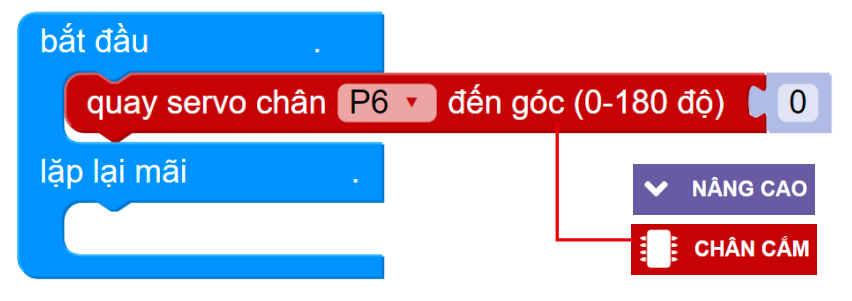 bắt đầu .
quay servo chân P6 đến góc (0-180 độ) 0
lặp lại mãi .
NÂNG CAO
CHÂN CẮM